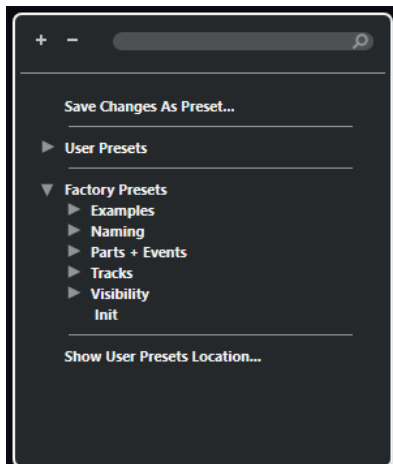 Save Changes As Preset...
User Presets
Factory Presets
Examples
Naming
Parts + Events
Tracks
Visibility
Init
Show User Presets Location...